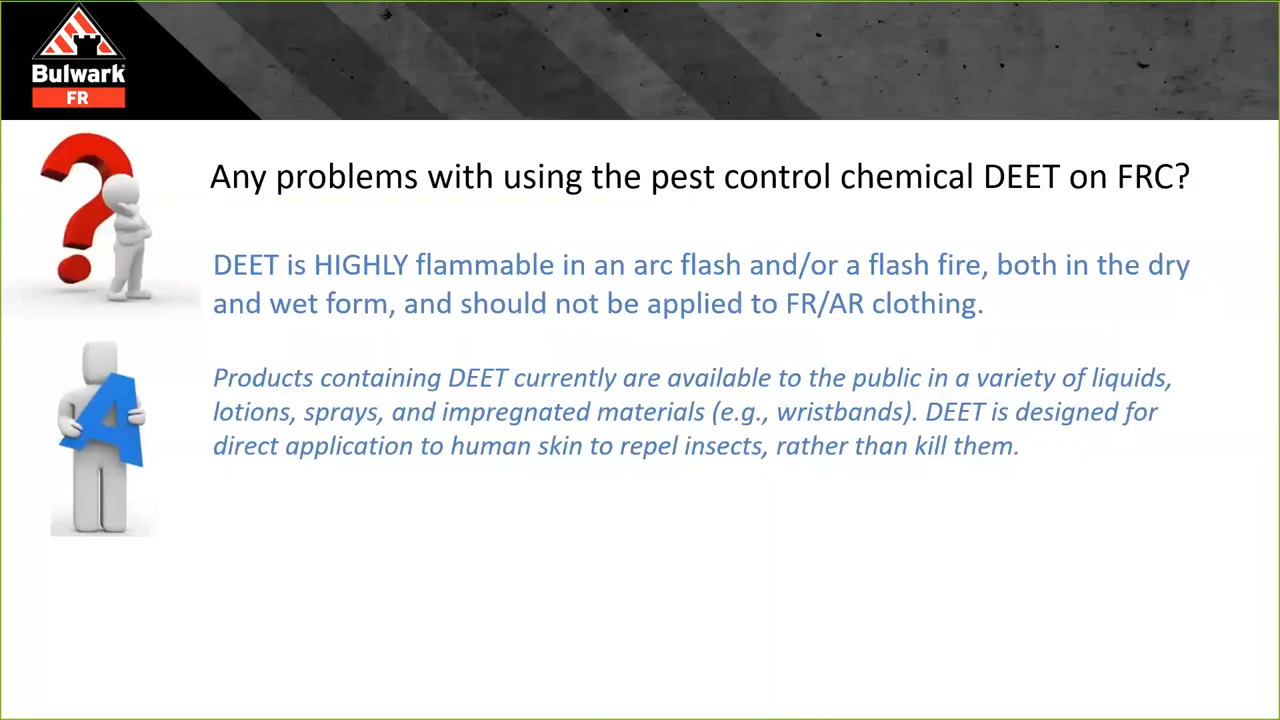 Bulwark
FR
Any problems with using the pest control chemical DEET on FRC?
DEET is HIGHLY flammable in an arc flash and/or a flash fire, both in the dry
and wet form, and should not be applied to FR/AR clothing.
Products containing DEET currently are available to the public in a variety of liquids,
lotions, sprays, and impregnated materials (e.g., wristbands). DEET is designed for
direct application to human skin to repel insects, rather than kill them.